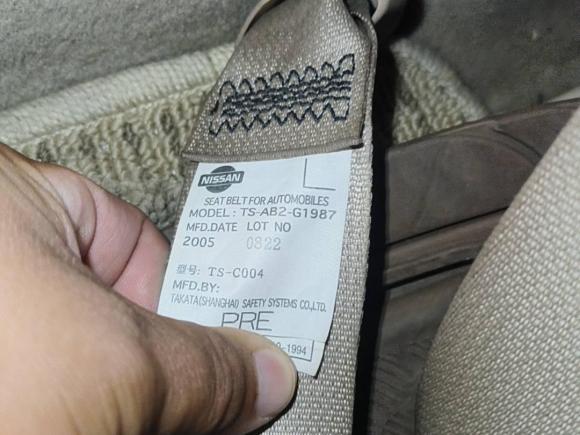 NISSAN
L
SEAT BELT FOR AUTOMOBILES
MODEL : TS-AB2-G1987
MFD.DATE LOT NO
2005 0822
型号: TS-C004
MFD.BY:
TAKATA(SHANGHAI) SAFETY SYSTEMS CO.,LTD.
PRE
-1994